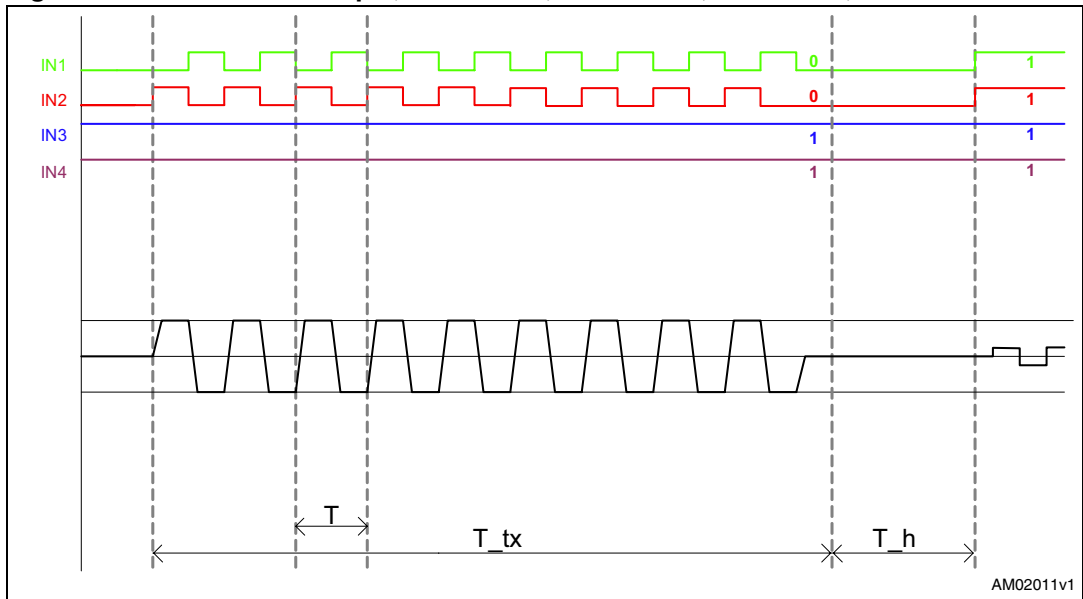 IN1 0 1
IN2 0 1
IN3 1 1
IN4 1 1
T
T_tx T_h
AM02011v1